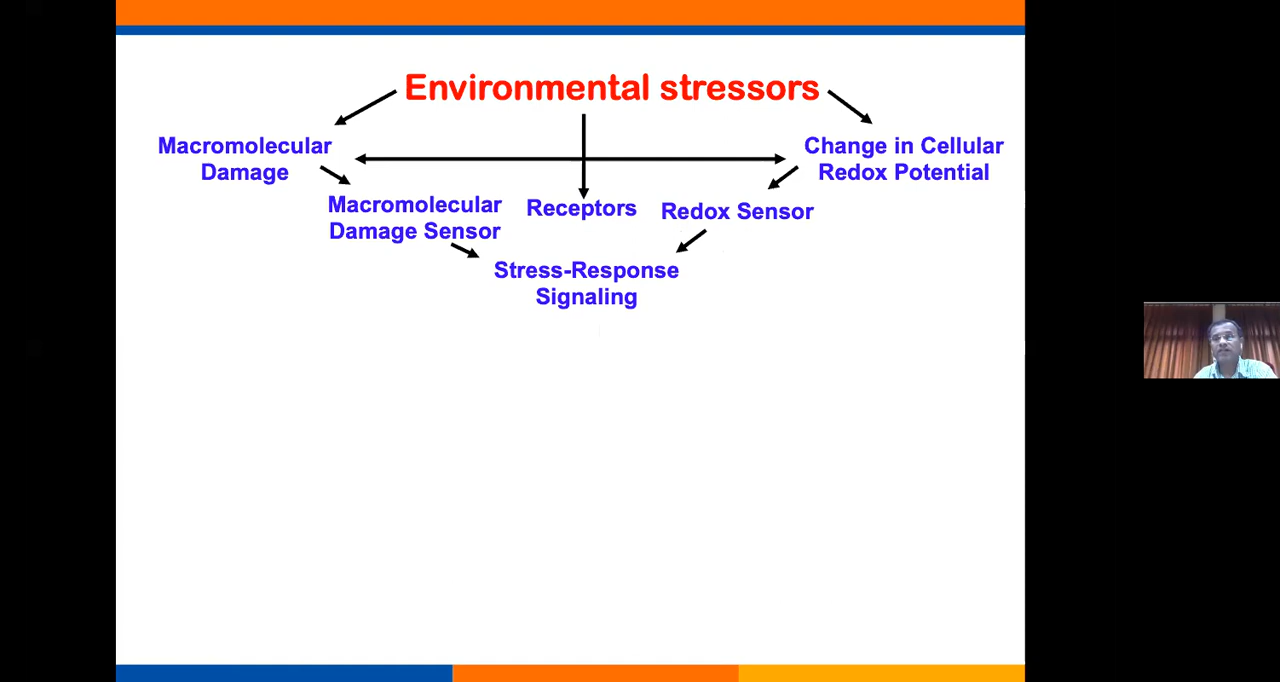 Environmental stressors
Macromolecular
Damage
Change in Cellular
Redox Potential
Macromolecular
Damage Sensor
Receptors
Redox Sensor
Stress-Response
Signaling